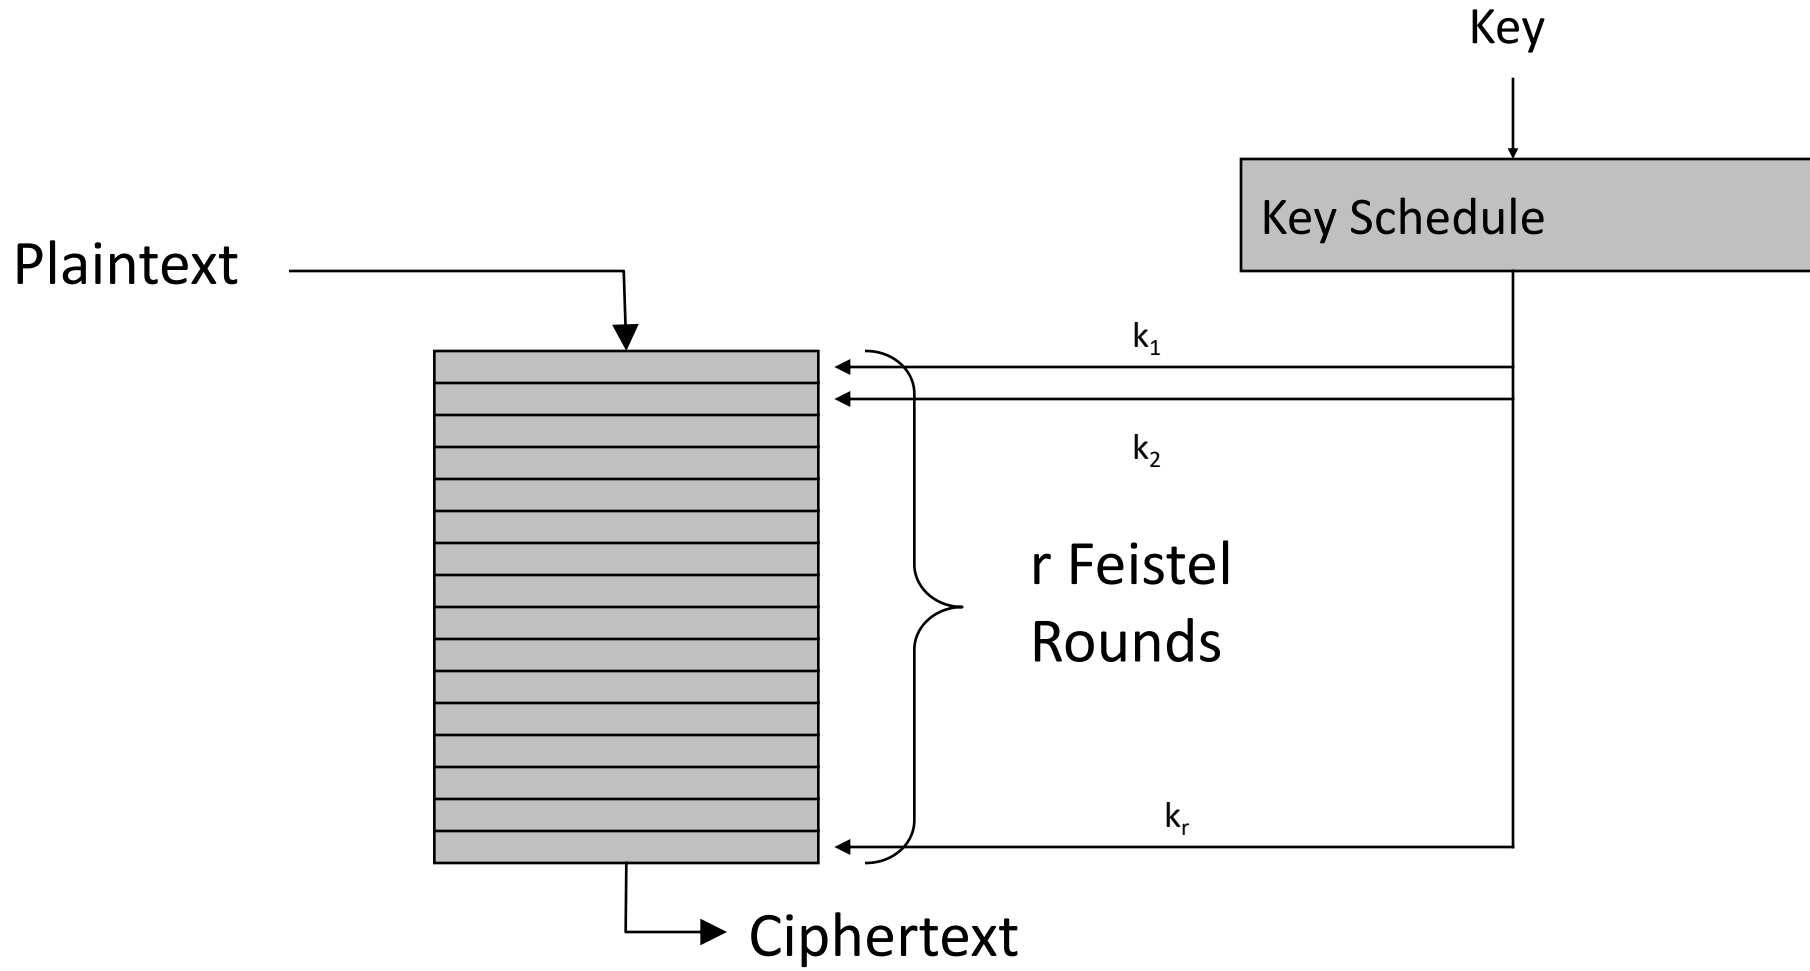 Key
Key Schedule
Plaintext
k₁
k₂
r Feistel
Rounds
kᵣ
Ciphertext